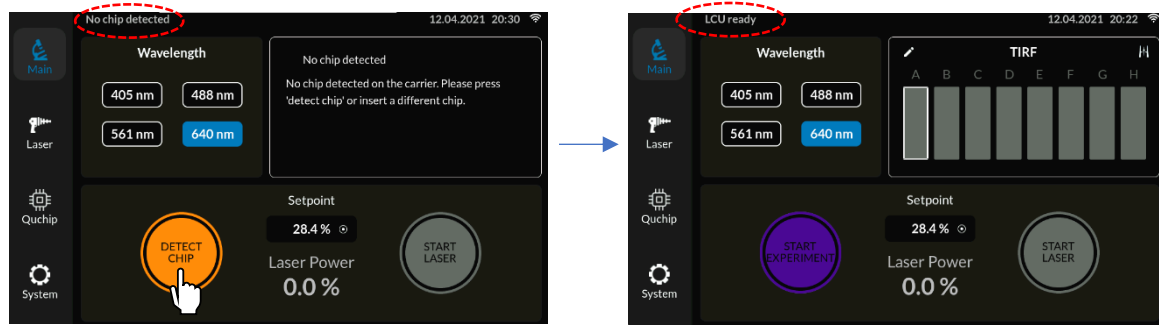 No chip detected
12.04.2021 20:30
Main
Laser
Quchip
System
Wavelength
405 nm
488 nm
561 nm
640 nm
No chip detected
No chip detected on the carrier. Please press
'detect chip' or insert a different chip.
DETECT
CHIP
Setpoint
28.4 %
Laser Power
0.0 %
START
LASER
LCU ready
12.04.2021 20:22
Main
Laser
Quchip
System
Wavelength
405 nm
488 nm
561 nm
640 nm
TIRF
A B C D E F G H
START
EXPERIMENT
Setpoint
28.4 %
Laser Power
0.0 %
START
LASER